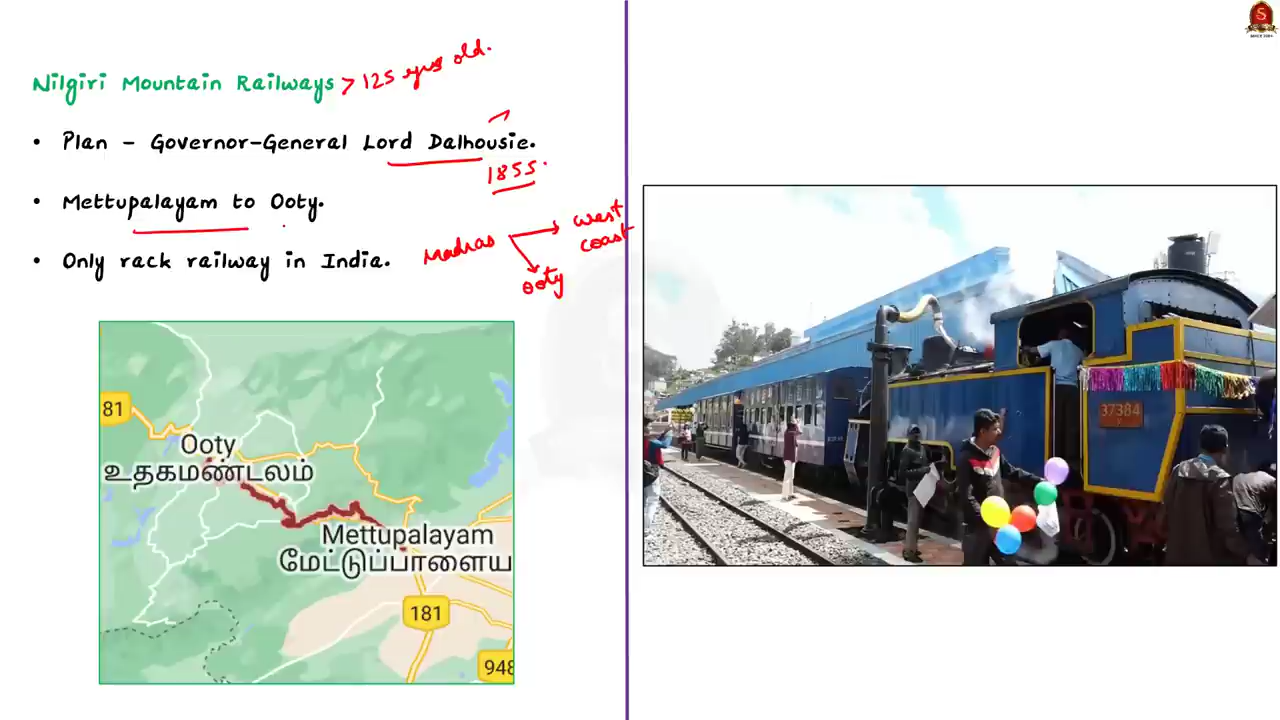 Nilgiri Mountain Railways > 125 yrs old.
• Plan - Governor-General Lord Dalhousie.
1855.
• Mettupalayam to Ooty.
Madras → west coast
→ Ooty
• Only rack railway in India.
81
Ooty
உதகமண்டலம்
Mettupalayam
மேட்டுப்பாளைய
181
948
37384
S